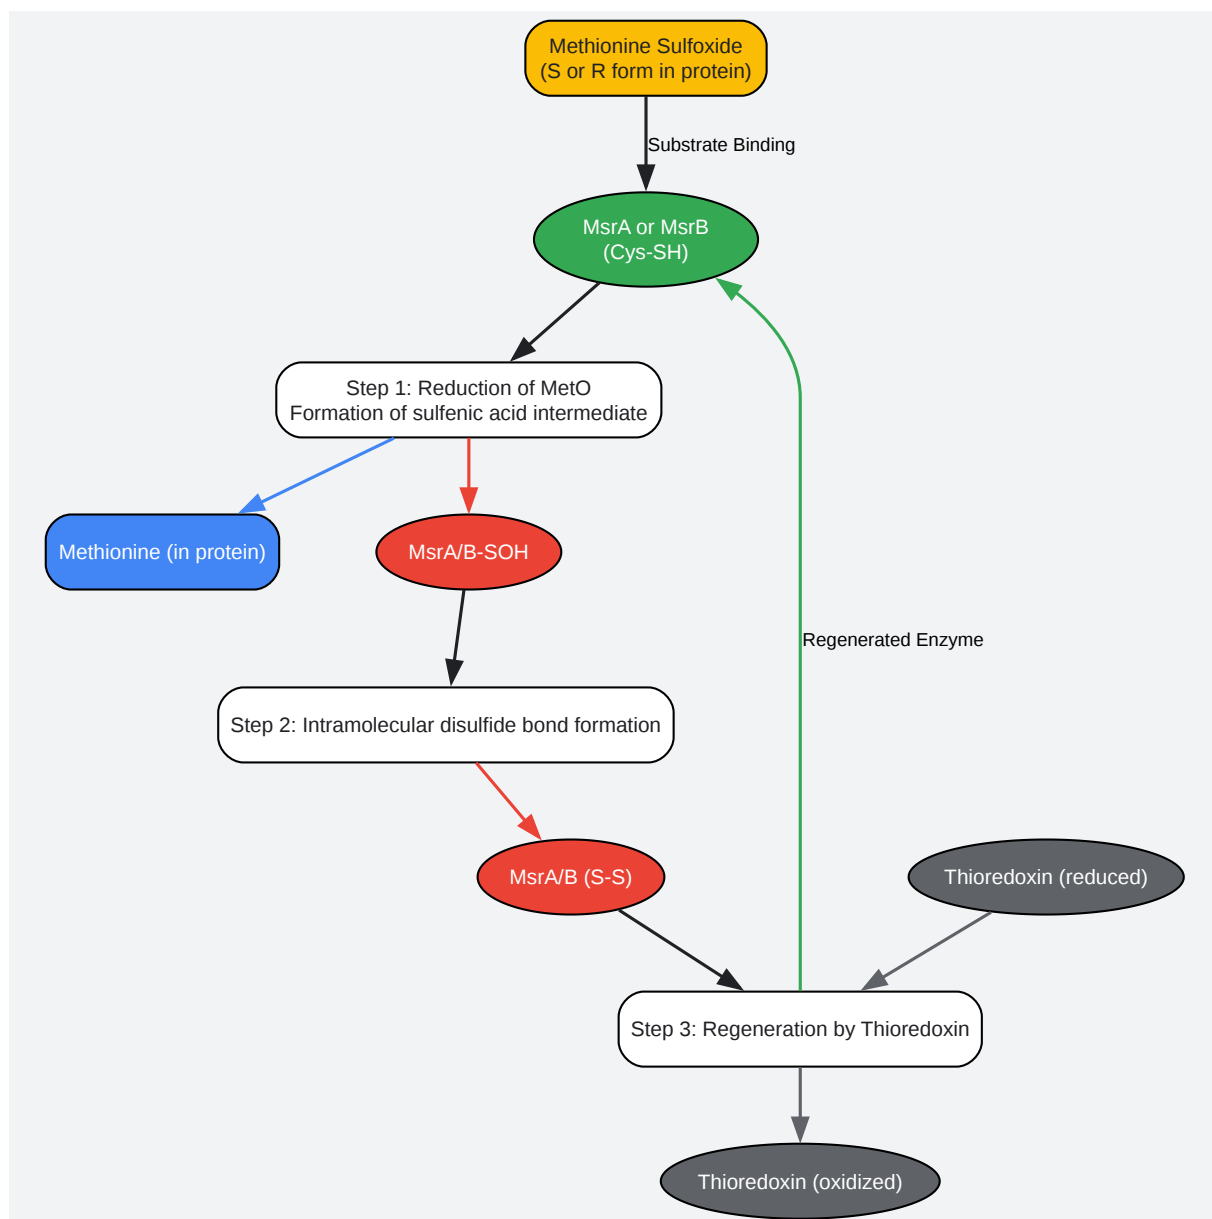 Methionine Sulfoxide
(S or R form in protein)
Substrate Binding
MsrA or MsrB
(Cys-SH)
Step 1: Reduction of MetO
Formation of sulfenic acid intermediate
Methionine (in protein)
MsrA/B-SOH
Regenerated Enzyme
Step 2: Intramolecular disulfide bond formation
MsrA/B (S-S)
Thioredoxin (reduced)
Step 3: Regeneration by Thioredoxin
Thioredoxin (oxidized)